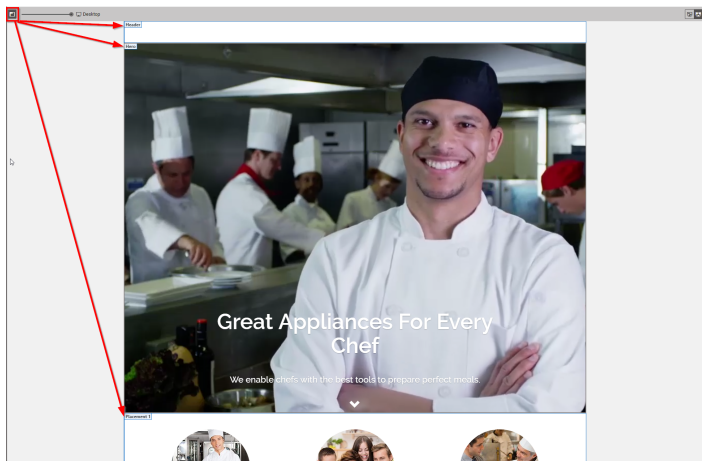 Desktop
Header
Hero
Great Appliances For Every
Chef
We enable chefs with the best tools to prepare perfect meals.
Placement 1